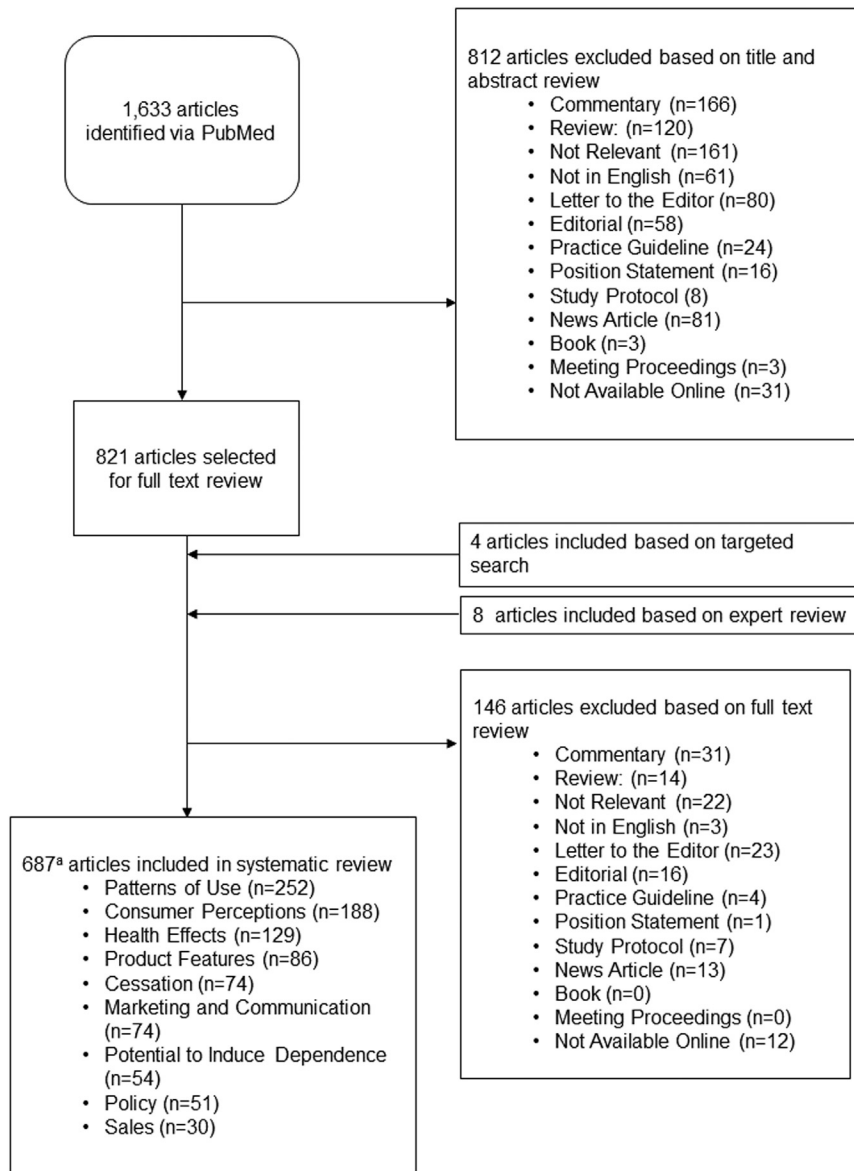 1,633 articles
identified via PubMed
812 articles excluded based on title and
abstract review
• Commentary (n=166)
• Review: (n=120)
• Not Relevant (n=161)
• Not in English (n=61)
• Letter to the Editor (n=80)
• Editorial (n=58)
• Practice Guideline (n=24)
• Position Statement (n=16)
• Study Protocol (8)
• News Article (n=81)
• Book (n=3)
• Meeting Proceedings (n=3)
• Not Available Online (n=31)
821 articles selected
for full text review
4 articles included based on targeted
search
8 articles included based on expert review
146 articles excluded based on full text
review
• Commentary (n=31)
• Review: (n=14)
• Not Relevant (n=22)
• Not in English (n=3)
• Letter to the Editor (n=23)
• Editorial (n=16)
• Practice Guideline (n=4)
• Position Statement (n=1)
• Study Protocol (n=7)
• News Article (n=13)
• Book (n=0)
• Meeting Proceedings (n=0)
• Not Available Online (n=12)
687ᵃ articles included in systematic review
• Patterns of Use (n=252)
• Consumer Perceptions (n=188)
• Health Effects (n=129)
• Product Features (n=86)
• Cessation (n=74)
• Marketing and Communication
(n=74)
• Potential to Induce Dependence
(n=54)
• Policy (n=51)
• Sales (n=30)